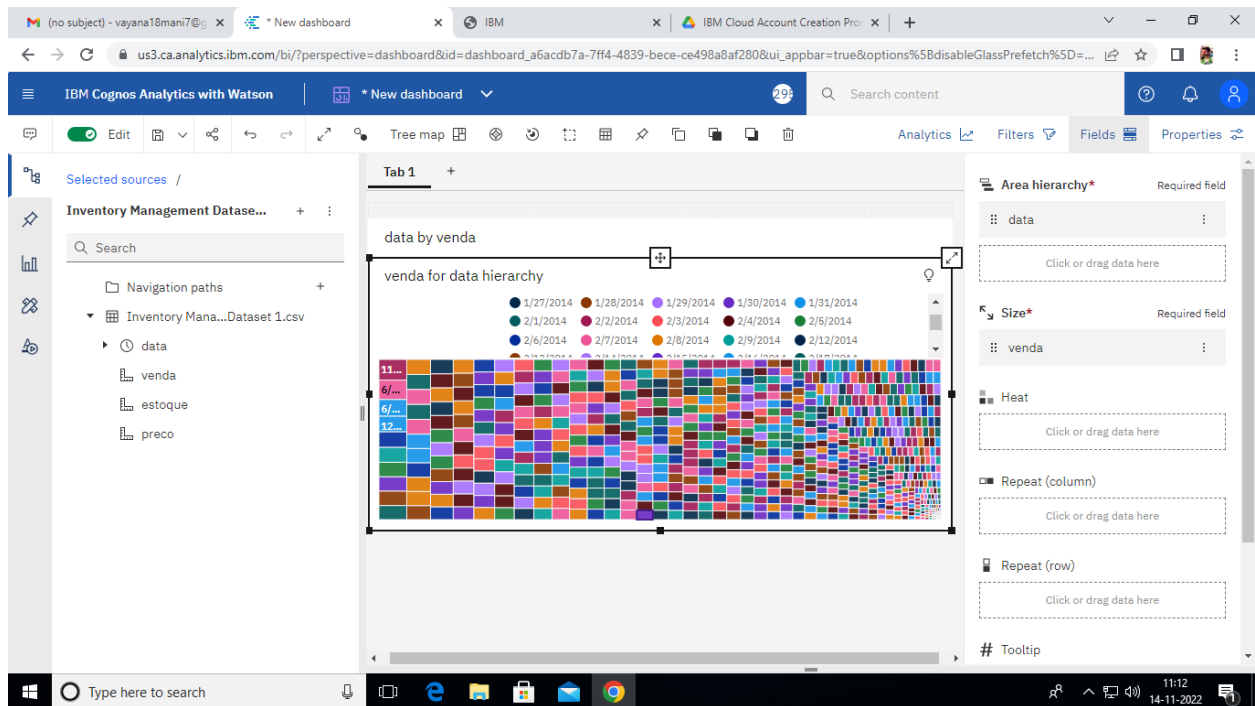 (no subject) - vayana18mani7@g
* New dashboard
IBM
IBM Cloud Account Creation Proc
us3.ca.analytics.ibm.com/bi/?perspective=dashboard&id=dashboard_a6acdb7a-7ff4-4839-bece-ce498a8af280&ui_appbar=true&options%5BdisableGlassPrefetch%5D=...
IBM Cognos Analytics with Watson
* New dashboard
Search content
Edit
Tree map
Analytics
Filters
Fields
Properties
Selected sources /
Inventory Management Datase...
Search
Navigation paths
Inventory Mana...Dataset 1.csv
data
venda
estoque
preco
Tab 1
data by venda
venda for data hierarchy
1/27/2014 1/28/2014 1/29/2014 1/30/2014 1/31/2014
2/1/2014 2/2/2014 2/3/2014 2/4/2014 2/5/2014
2/6/2014 2/7/2014 2/8/2014 2/9/2014 2/12/2014
11...
6/...
6/...
12...
Area hierarchy* Required field
data
Click or drag data here
Size* Required field
venda
Heat
Click or drag data here
Repeat (column)
Click or drag data here
Repeat (row)
Click or drag data here
# Tooltip
Type here to search
11:12
14-11-2022